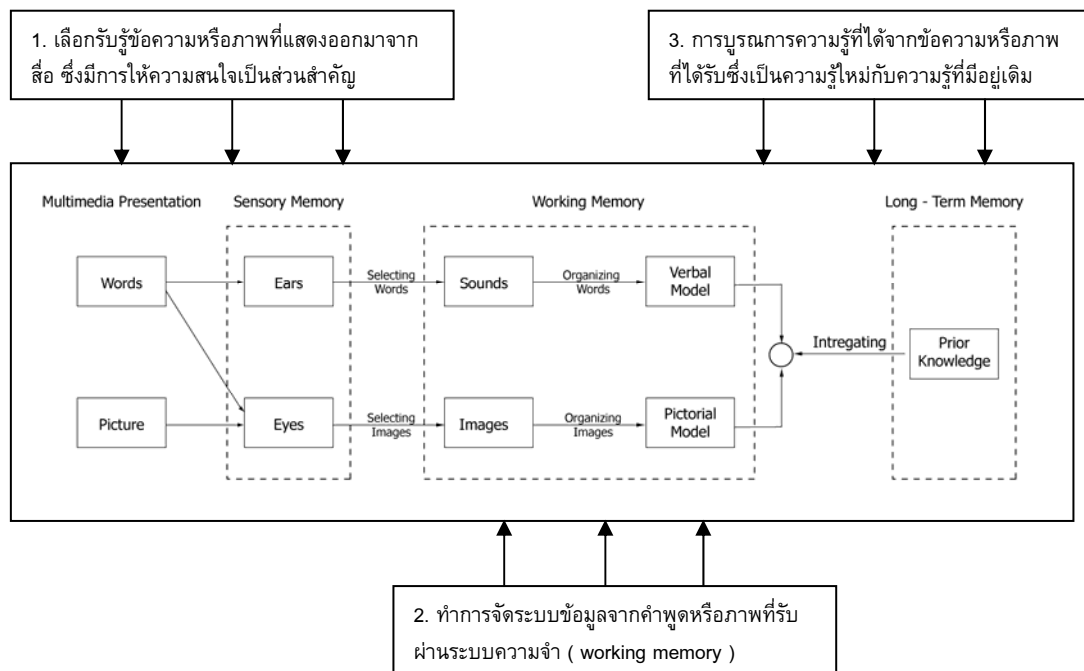 1. เลือกรับรู้ข้อความหรือภาพที่แสดงออกมาจาก
สื่อ ซึ่งมีการให้ความสนใจเป็นส่วนสำคัญ
3. การบูรณการความรู้ที่ได้จากข้อความหรือภาพ
ที่ได้รับซึ่งเป็นความรู้ใหม่กับความรู้ที่มีอยู่เดิม
Multimedia Presentation
Sensory Memory
Working Memory
Long - Term Memory
Words
Ears
Selecting
Words
Sounds
Organizing
Words
Verbal
Model
Intregating
Prior
Knowledge
Picture
Eyes
Selecting
Images
Images
Organizing
Images
Pictorial
Model
2. ทำการจัดระบบข้อมูลจากคำพูดหรือภาพที่รับ
ผ่านระบบความจำ ( working memory )